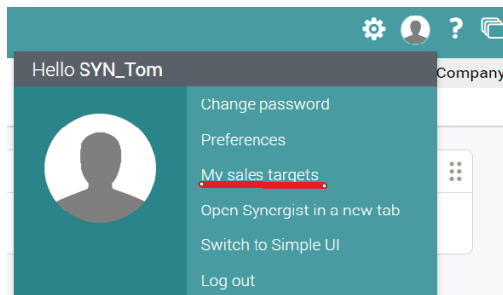 ?
Hello SYN_Tom
Company
Change password
Preferences
My sales targets
Open Synergist in a new tab
Switch to Simple UI
Log out